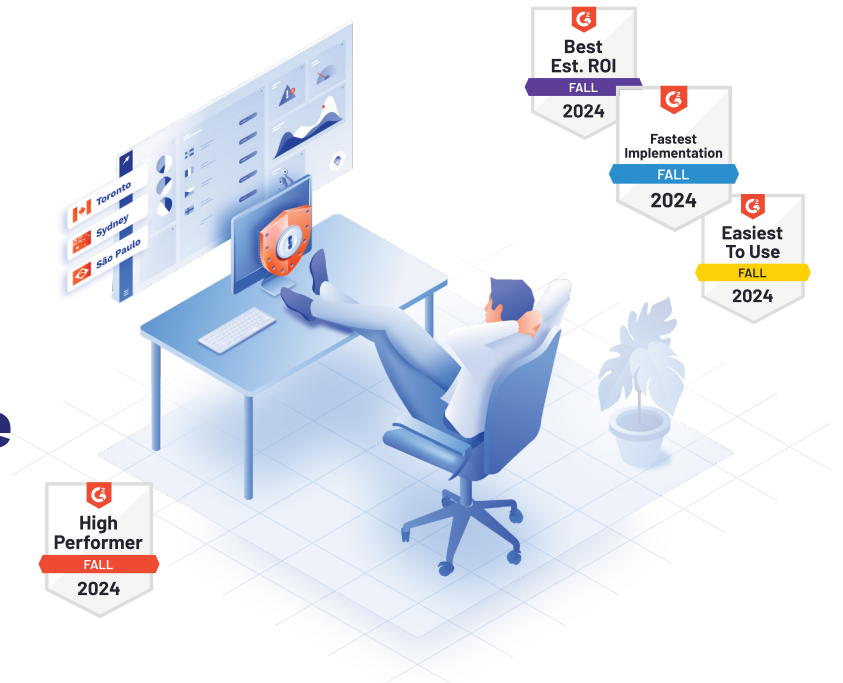 Best
Est. ROI
FALL
2024
Fastest
Implementation
FALL
2024
Easiest
To Use
FALL
2024
Toronto
Sydney
São Paulo
e
High
Performer
FALL
2024